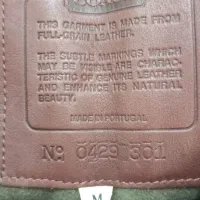 THIS GARMENT IS MADE FROM
FULL-GRAIN LEATHER.
THE SUBTLE MARKINGS WHICH
MAY BE VISIBLE ARE CHARAC-
TERISTIC OF GENUINE LEATHER
AND ENHANCE ITS NATURAL
BEAUTY.
MADE IN PORTUGAL
Nº 0429 301
M